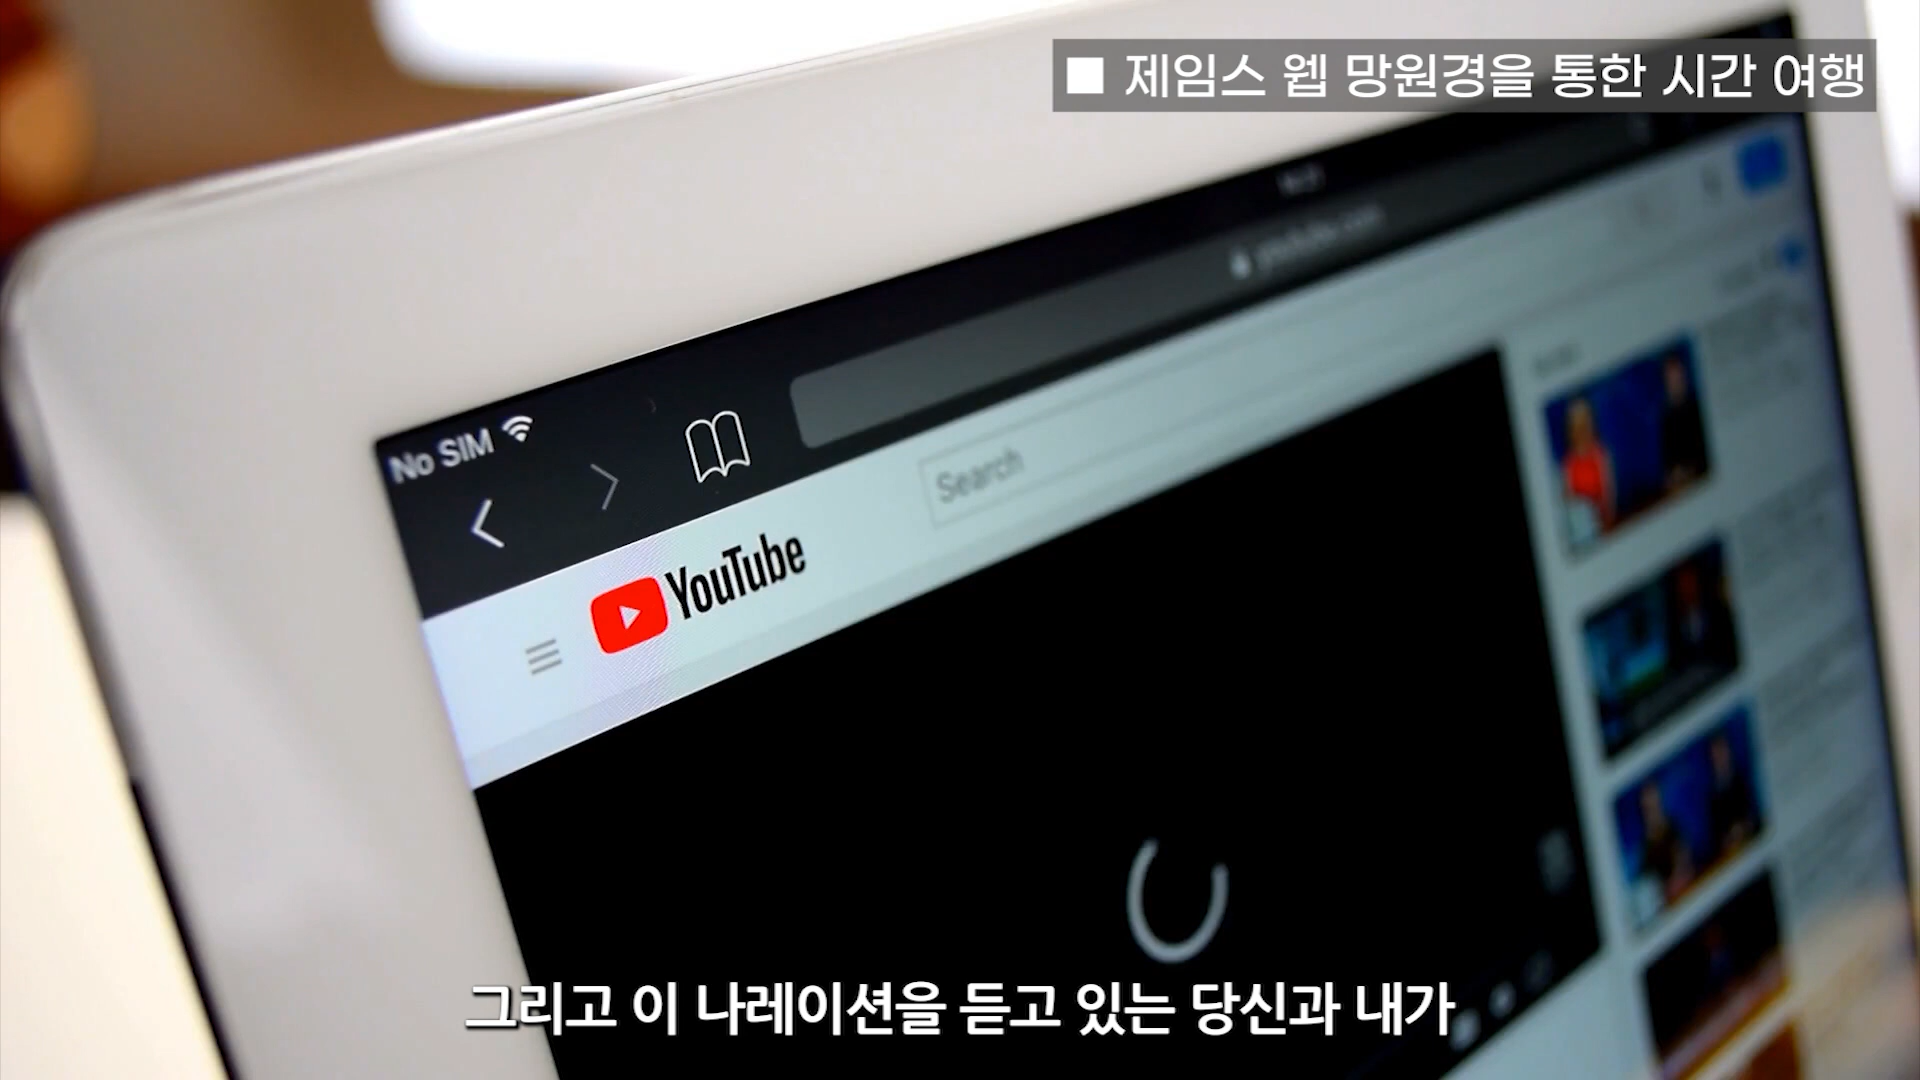 ■ 제임스 웹 망원경을 통한 시간 여행
No SIM
Search
YouTube
그리고 이 나레이션을 듣고 있는 당신과 내가